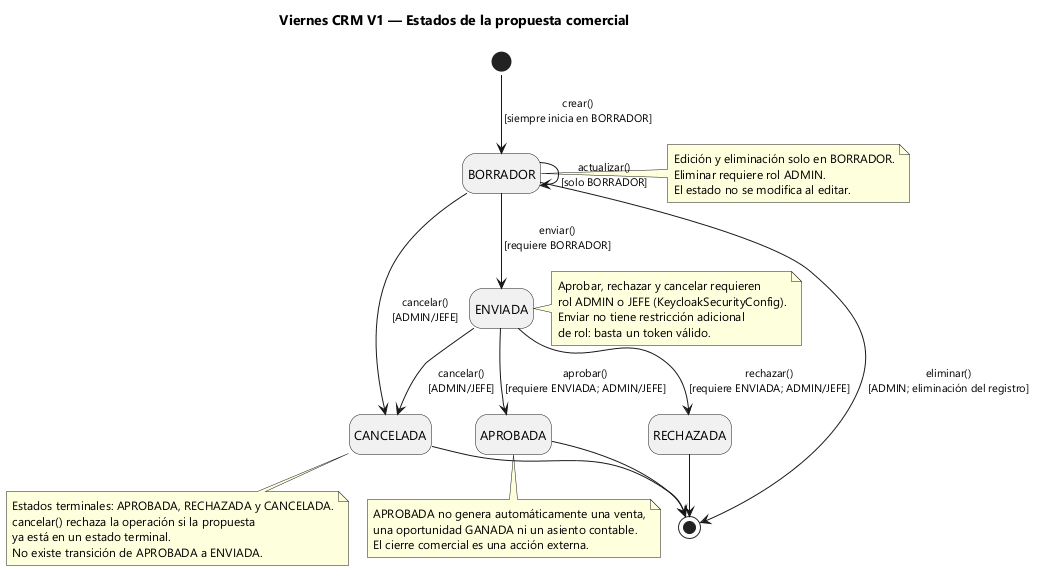 Viernes CRM V1 — Estados de la propuesta comercial
crear()
[siempre inicia en BORRADOR]
BORRADOR
actualizar()
[solo BORRADOR]
Edición y eliminación solo en BORRADOR.
Eliminar requiere rol ADMIN.
El estado no se modifica al editar.
enviar()
[requiere BORRADOR]
ENVIADA
Aprobar, rechazar y cancelar requieren
rol ADMIN o JEFE (KeycloakSecurityConfig).
Enviar no tiene restricción adicional
de rol: basta un token válido.
cancelar()
[ADMIN/JEFE]
cancelar()
[ADMIN/JEFE]
aprobar()
[requiere ENVIADA; ADMIN/JEFE]
rechazar()
[requiere ENVIADA; ADMIN/JEFE]
eliminar()
[ADMIN; eliminación del registro]
CANCELADA
APROBADA
RECHAZADA
Estados terminales: APROBADA, RECHAZADA y CANCELADA.
cancelar() rechaza la operación si la propuesta
ya está en un estado terminal.
No existe transición de APROBADA a ENVIADA.
APROBADA no genera automáticamente una venta,
una oportunidad GANADA ni un asiento contable.
El cierre comercial es una acción externa.